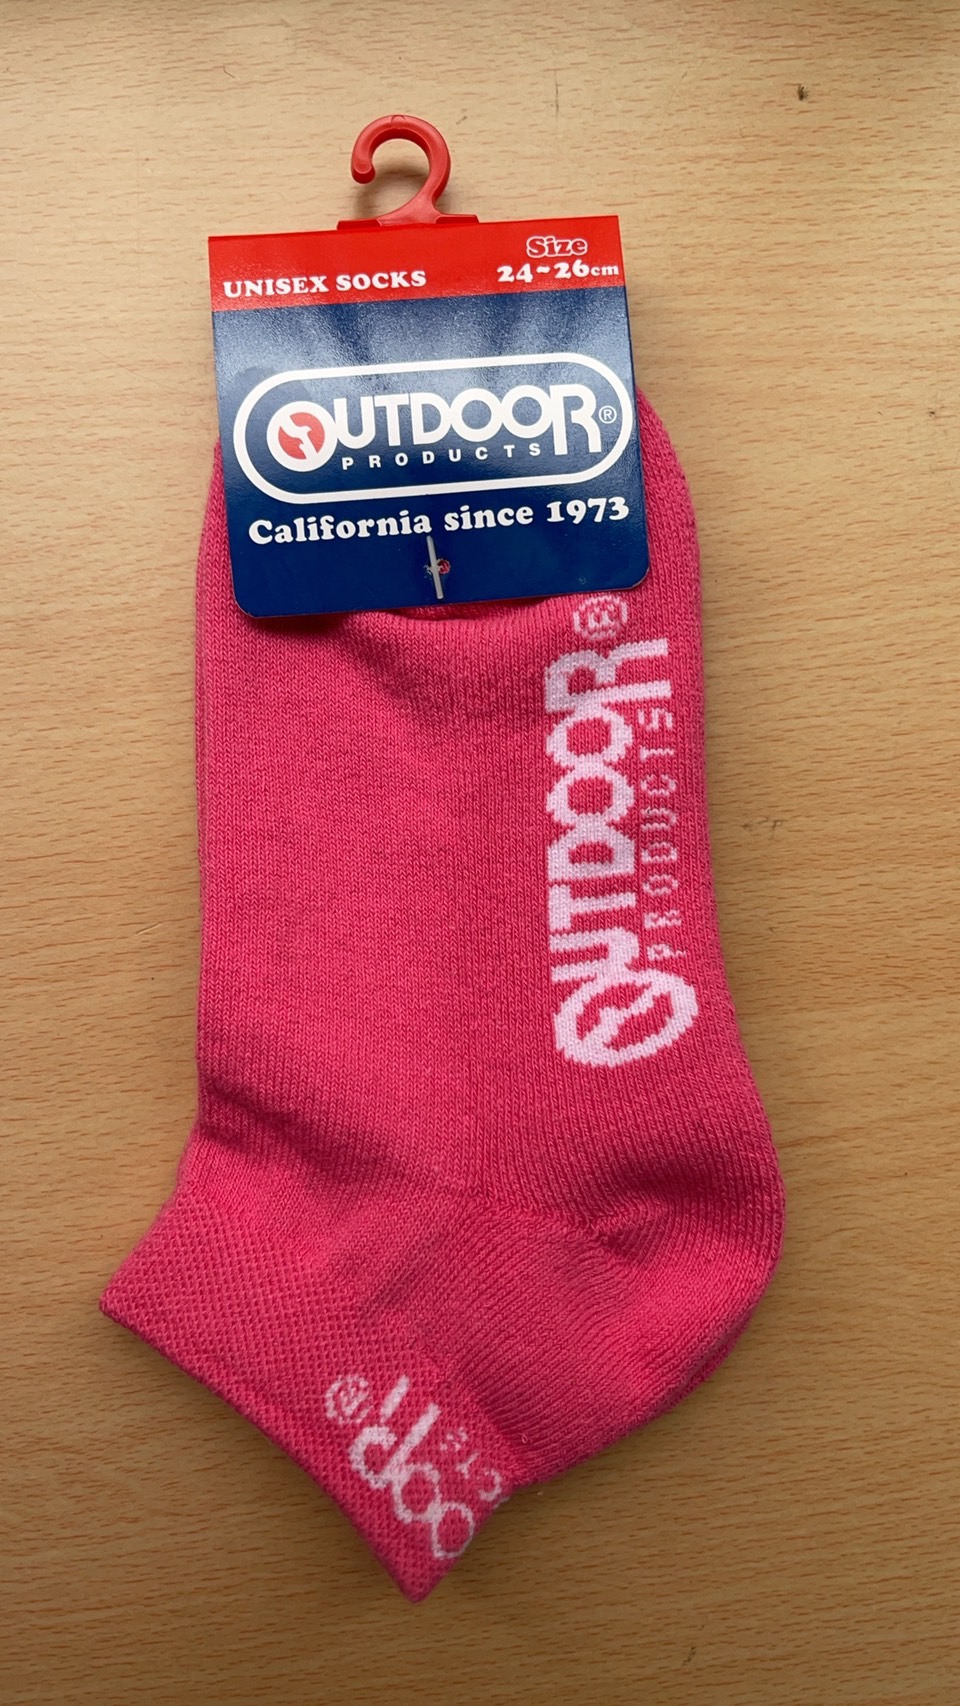 UNISEX SOCKS
Size
24~26cm
OUTDOOR®
PRODUCTS
California since 1973
OUTDOOR®
PRODUCTS